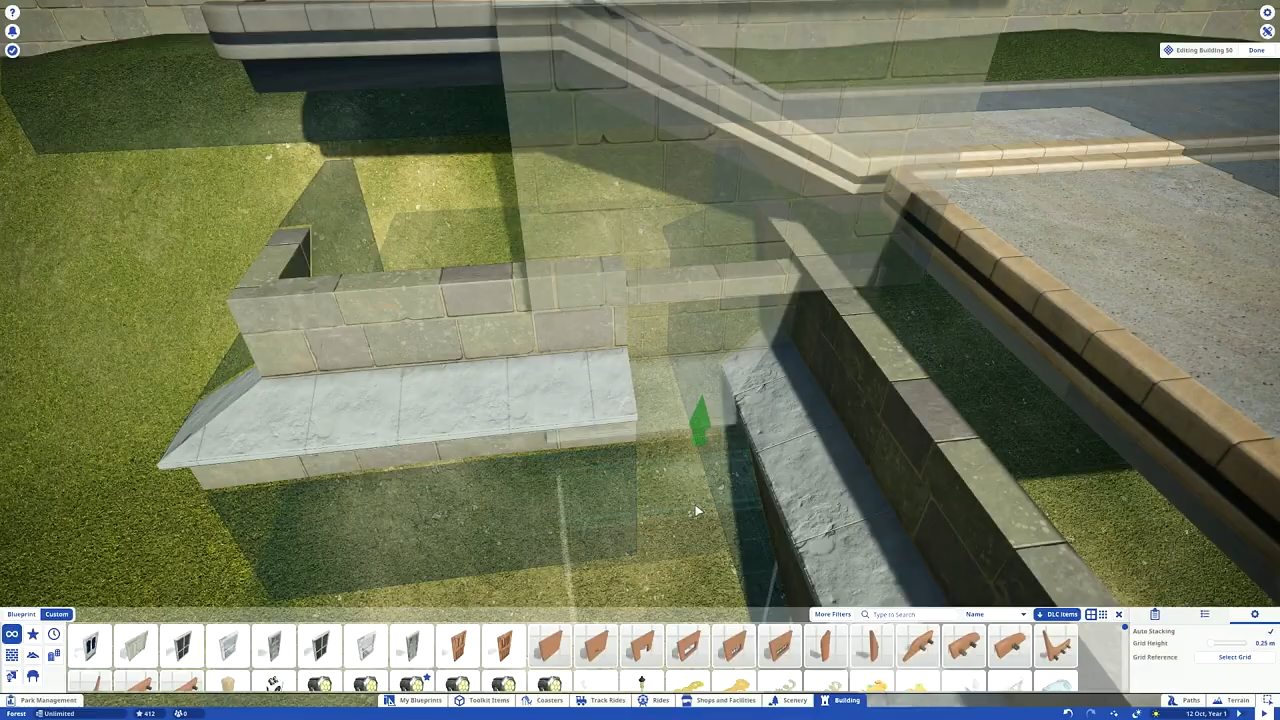 ?
Editing Building 50 Done
Blueprint Custom
More Filters Type to Search Name DLC Items
Auto Stacking
Grid Height 0.25 m
Grid Reference Select Grid
Park Management My Blueprints Toolkit Items Coasters Track Rides Rides Shops and Facilities Scenery Building Paths Terrain
Forest Unlimited 412 0 12 Oct, Year 1